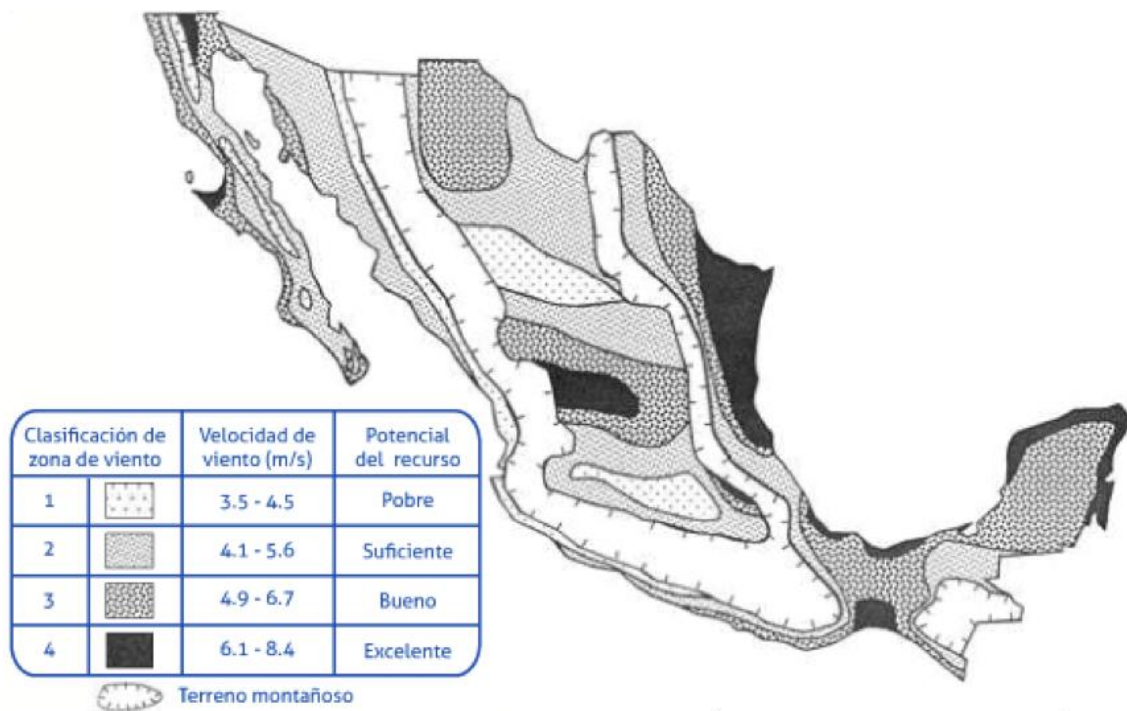 Clasificación de zona de viento
Velocidad de viento (m/s)
Potencial del recurso
1
3.5 - 4.5
Pobre
2
4.1 - 5.6
Suficiente
3
4.9 - 6.7
Bueno
4
6.1 - 8.4
Excelente
Terreno montañoso